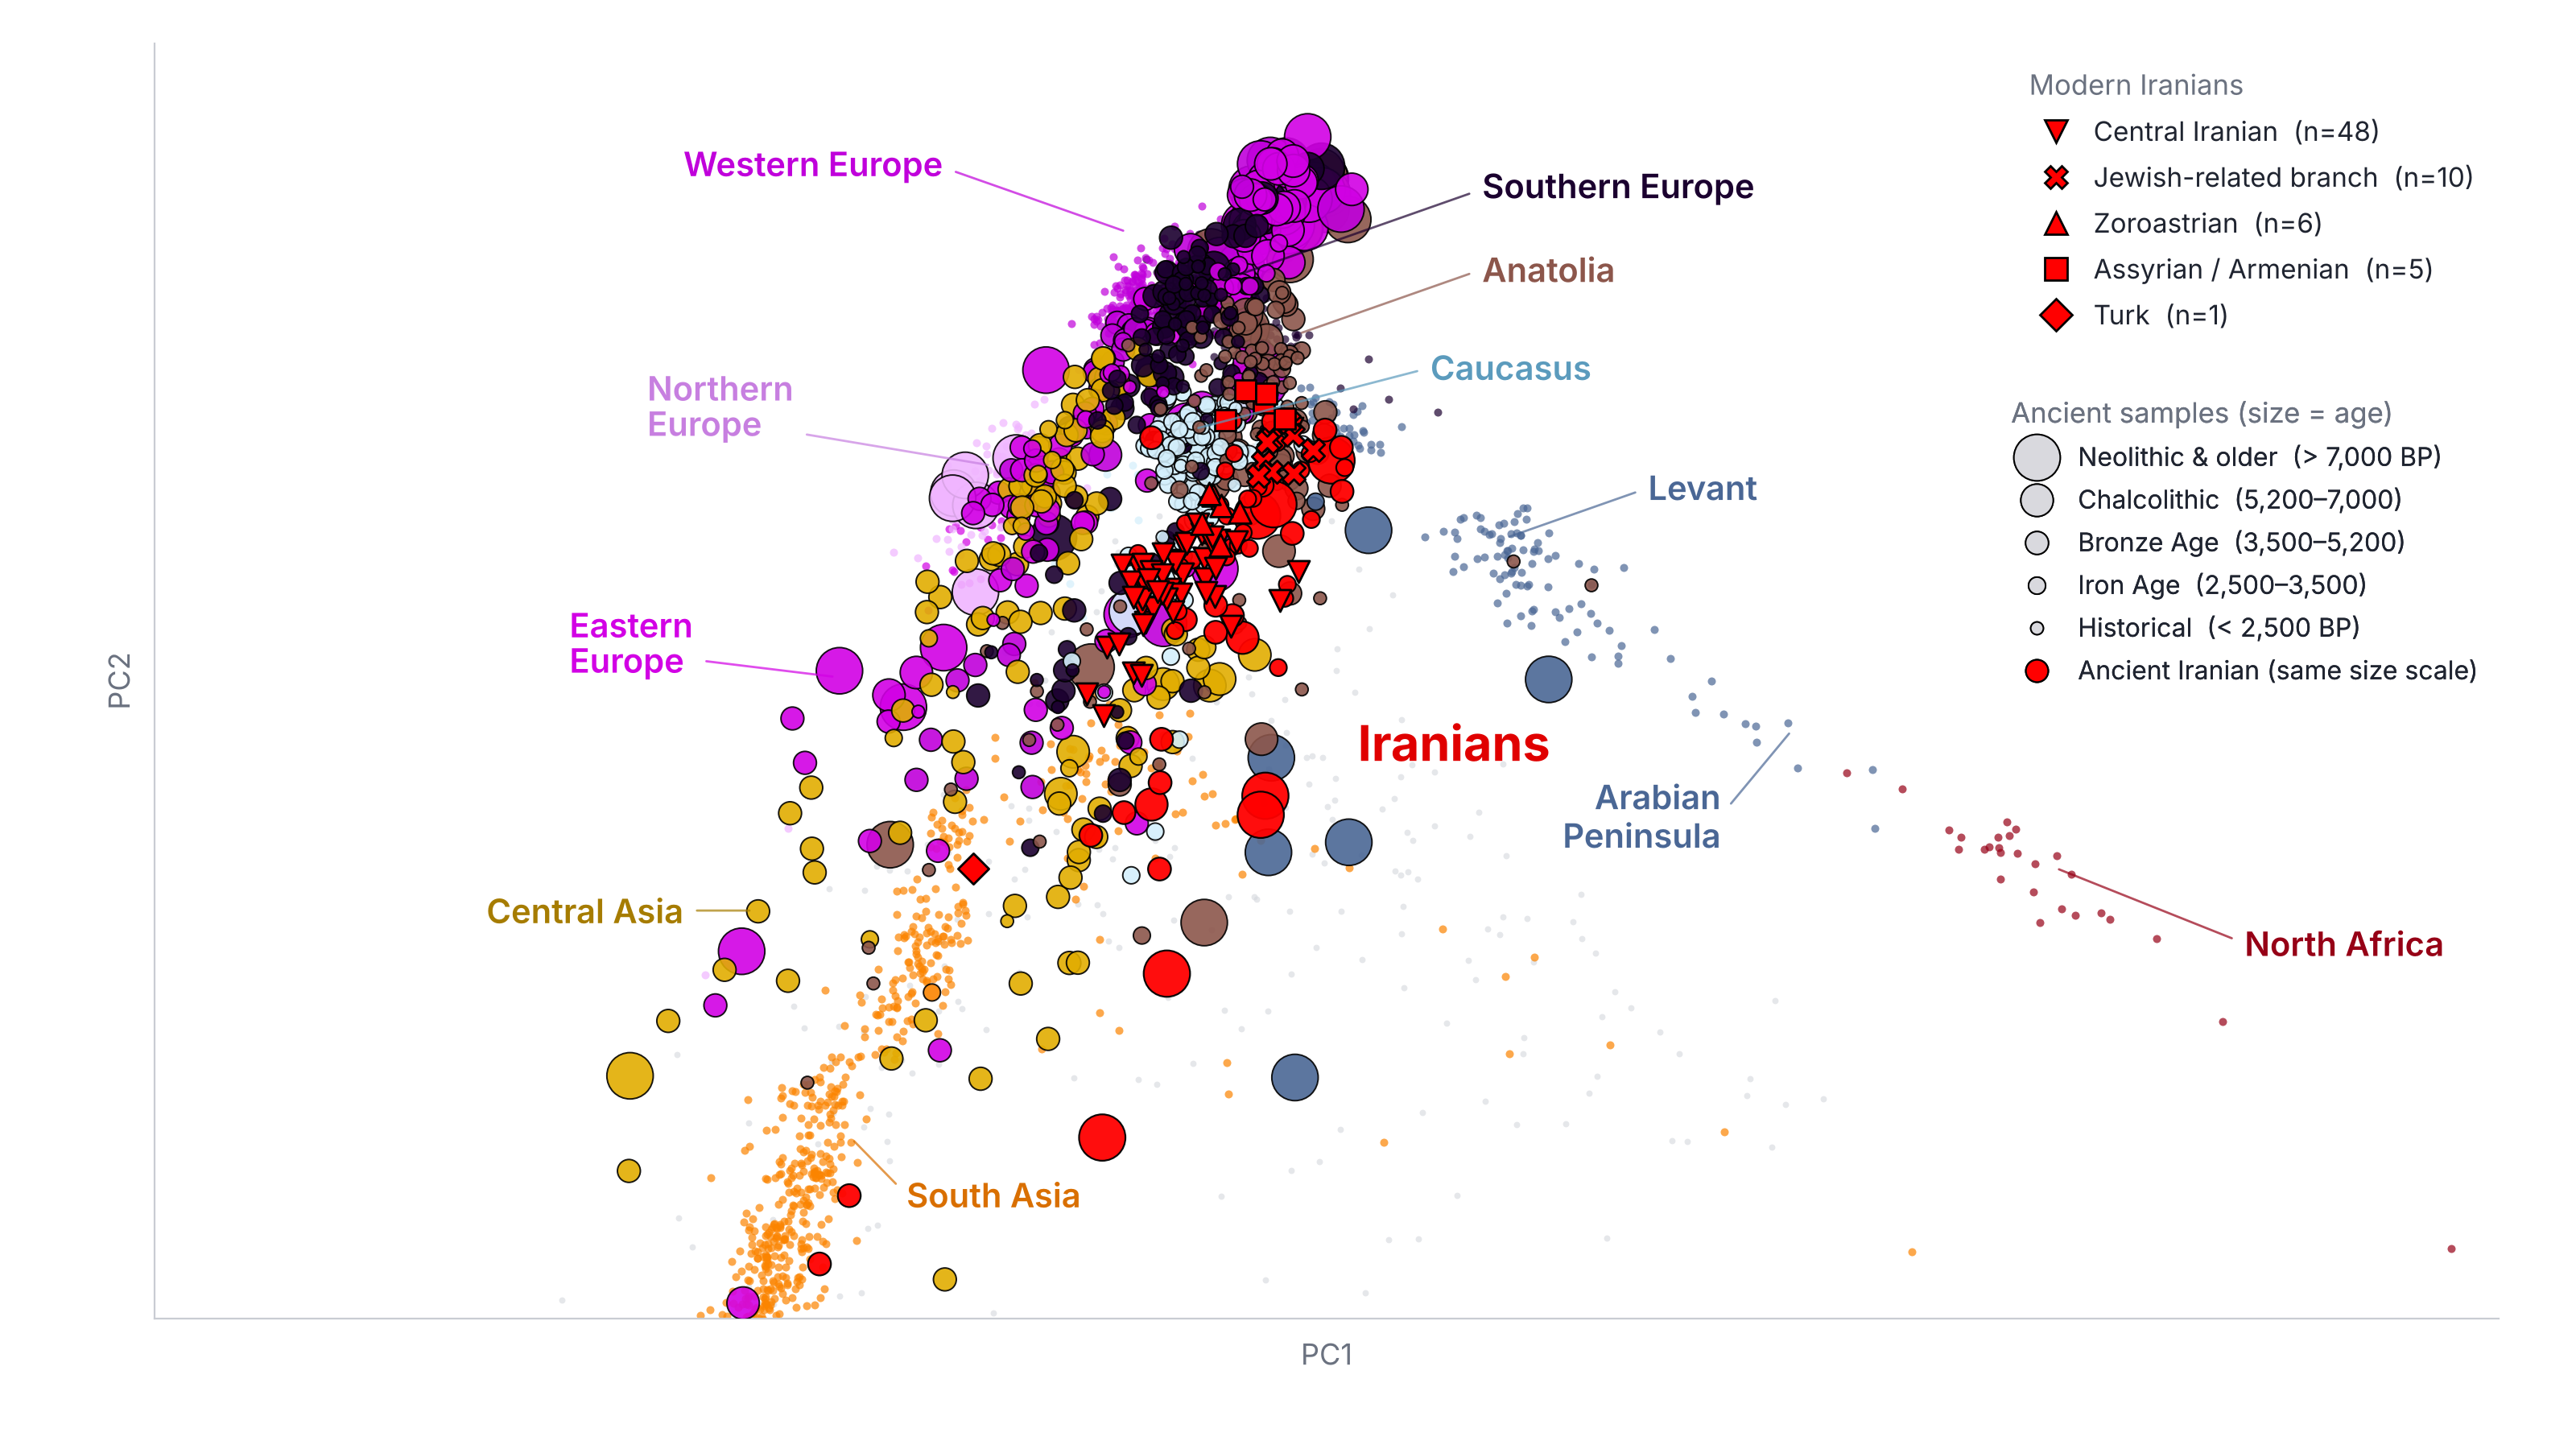 Modern Iranians
Central Iranian (n=48)
Jewish-related branch (n=10)
Zoroastrian (n=6)
Assyrian / Armenian (n=5)
Turk (n=1)
Ancient samples (size = age)
Neolithic & older (> 7,000 BP)
Chalcolithic (5,200–7,000)
Bronze Age (3,500–5,200)
Iron Age (2,500–3,500)
Historical (< 2,500 BP)
Ancient Iranian (same size scale)
Western Europe
Southern Europe
Anatolia
Caucasus
Northern
Europe
Levant
Eastern
Europe
Iranians
Arabian
Peninsula
Central Asia
North Africa
South Asia
PC2
PC1